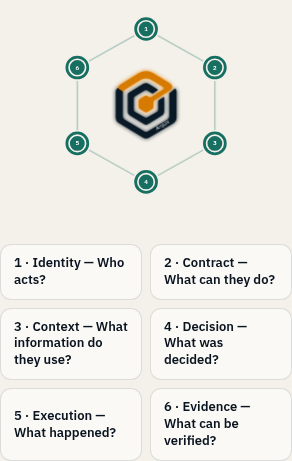 1
6
2
5
3
4
1 · Identity — Who
acts?
2 · Contract —
What can they do?
3 · Context — What
information do
they use?
4 · Decision —
What was
decided?
5 · Execution —
What happened?
6 · Evidence —
What can be
verified?